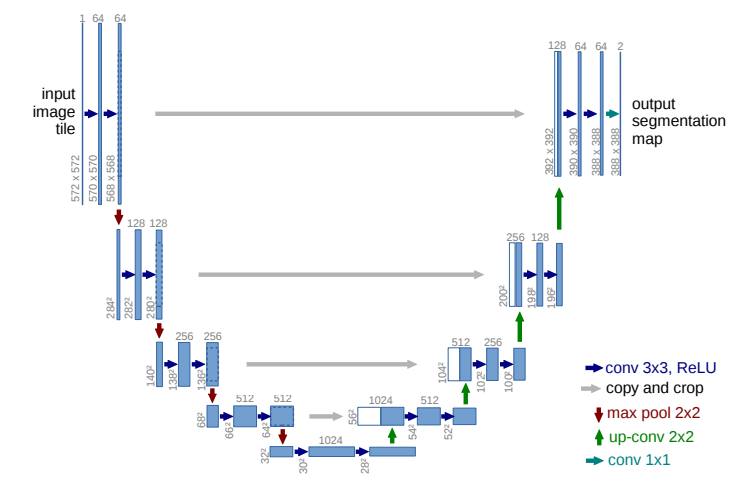 1 64 64
128 64 64 2
input
image
tile
output
segmentation
map
572 x 572
570 x 570
568 x 568
392 x 392
390 x 390
388 x 388
388 x 388
128 128
256 128
284²
282²
280²
200²
198²
196²
256 256
512 256
140²
138²
136²
104²
102²
100²
512 512
1024 512
68²
66²
64²
56²
54²
52²
1024
32²
30²
28²
conv 3x3, ReLU
copy and crop
max pool 2x2
up-conv 2x2
conv 1x1